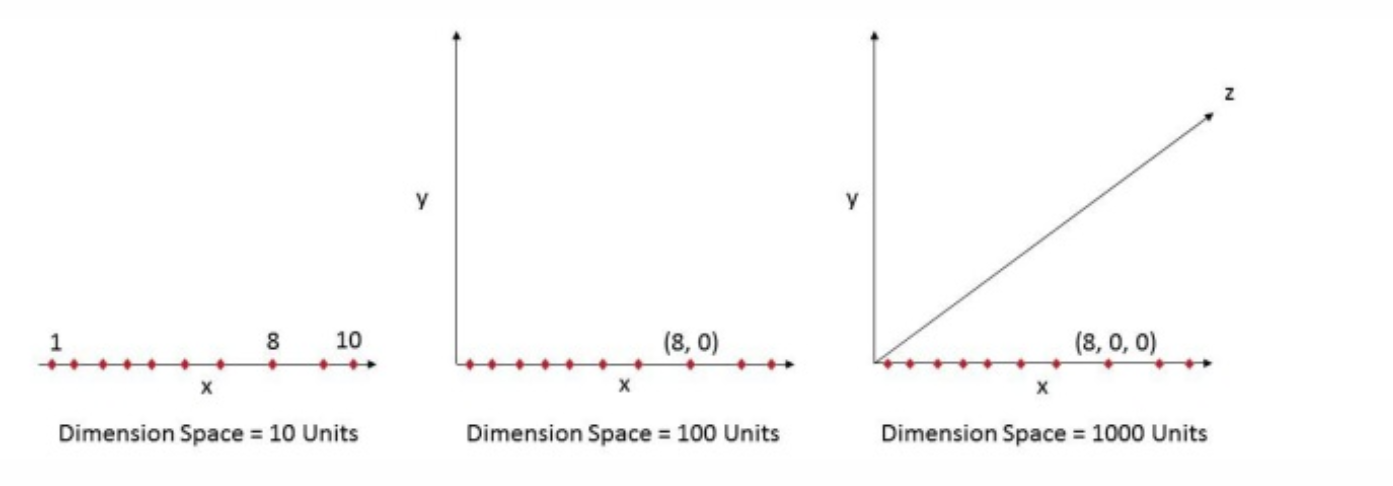 1
8
10
x
Dimension Space = 10 Units
y
(8, 0)
x
Dimension Space = 100 Units
z
y
(8, 0, 0)
x
Dimension Space = 1000 Units